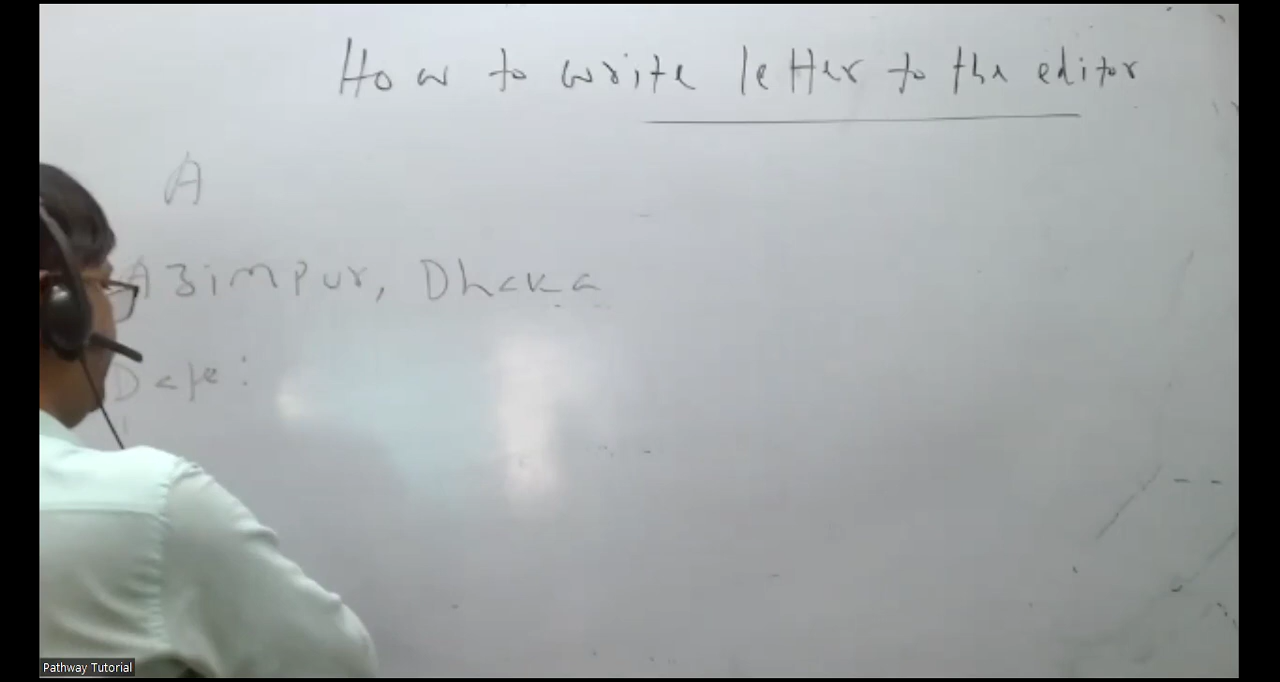 How to write letter to the editor
A
Azimpur, Dhaka
Date:
Pathway Tutorial